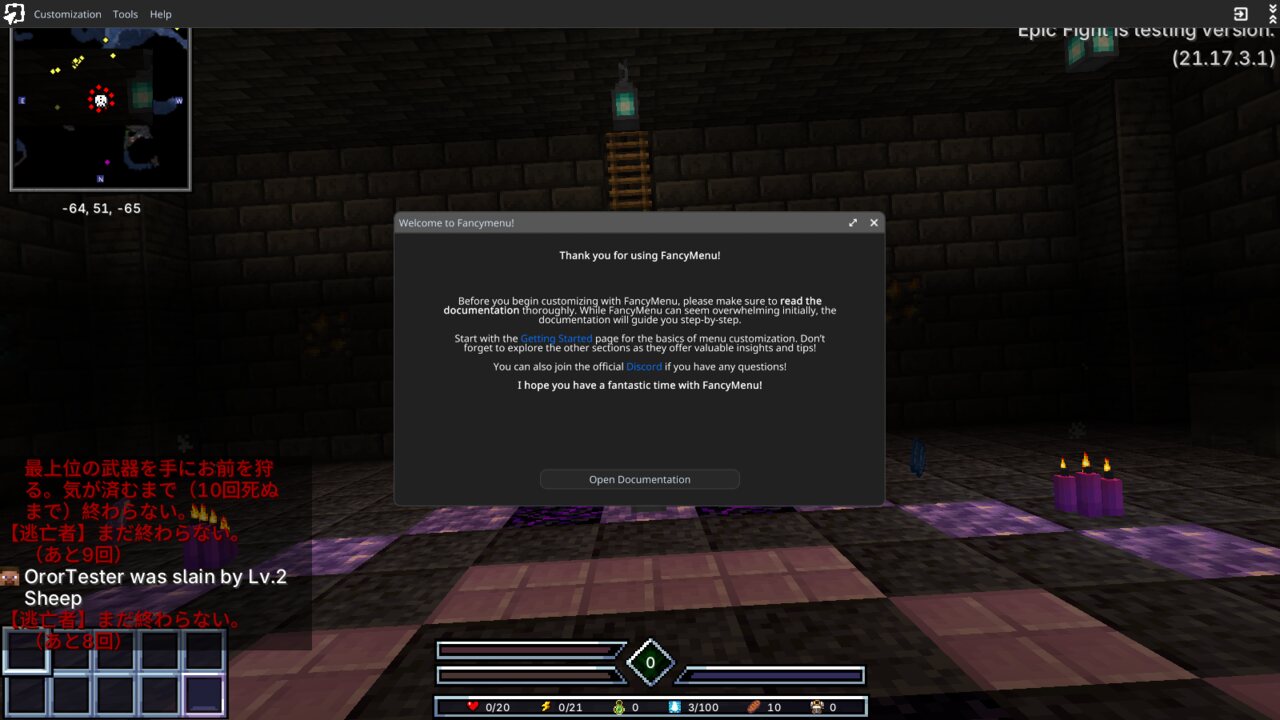 Customization Tools Help
Epic Fight is testing version.
(21.17.3.1)
E
W
N
-64, 51, -65
Welcome to Fancymenu!
Thank you for using FancyMenu!
Before you begin customizing with FancyMenu, please make sure to read the
documentation thoroughly. While FancyMenu can seem overwhelming initially, the
documentation will guide you step-by-step.
Start with the Getting Started page for the basics of menu customization. Don't
forget to explore the other sections as they offer valuable insights and tips!
You can also join the official Discord if you have any questions!
I hope you have a fantastic time with FancyMenu!
Open Documentation
最上位の武器を手にお前を狩
る。気が済むまで（10回死ぬ
まで）終わらない。
【逃亡者】まだ終わらない。
（あと9回）
OrorTester was slain by Lv.2
Sheep
【逃亡者】まだ終わらない。
（あと8回）
0
0/20 0/21 0 3/100 10 0